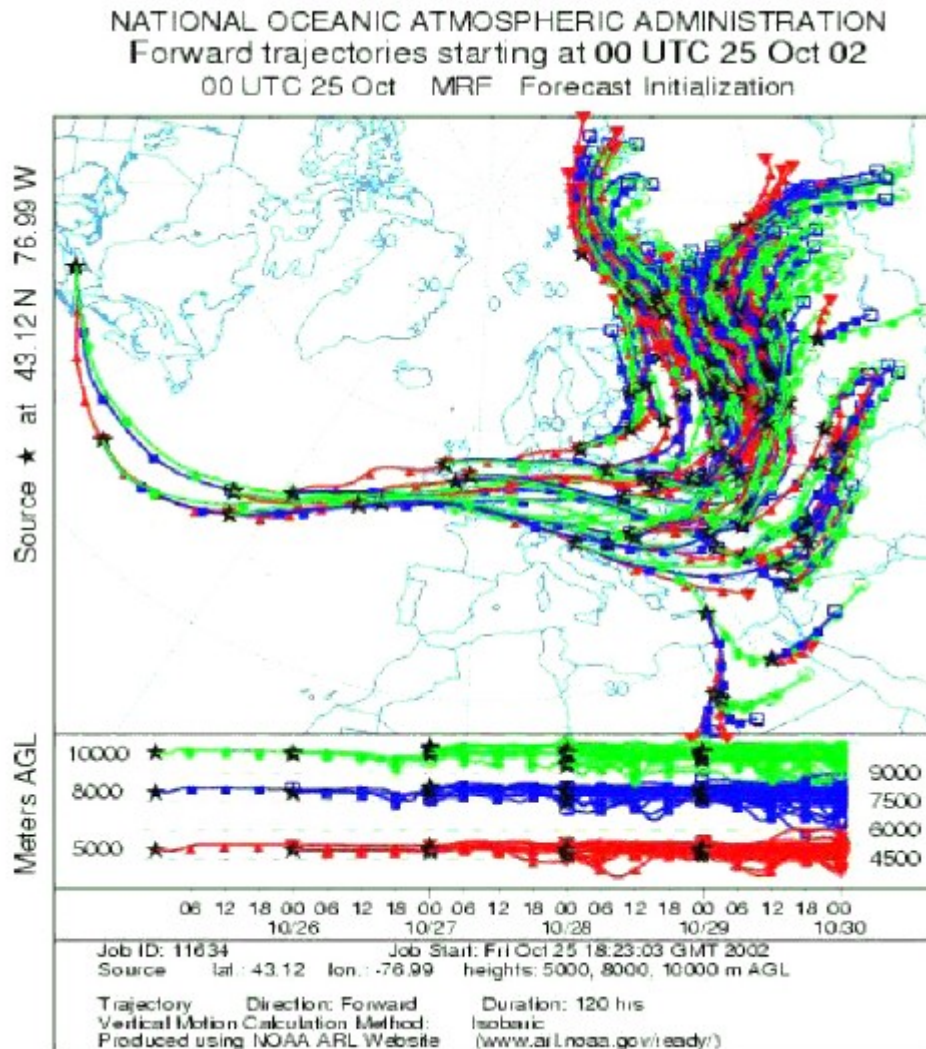 NATIONAL OCEANIC ATMOSPHERIC ADMINISTRATION
Forward trajectories starting at 00 UTC 25 Oct 02
00 UTC 25 Oct MRF Forecast Initialization
Source ★ at 43.12 N 76.99 W
30
0
30
30
Meters AGL
10000
8000
5000
9000
7500
6000
4500
06 12 18 00 06 12 18 00 06 12 18 00 06 12 18 00 06 12 18 00
10/26 10/27 10/28 10/29 10/30
Job ID: 11634 Job Start: Fri Oct 25 18:23:03 GMT 2002
Source lat.: 43.12 lon.: -76.99 heights: 5000, 8000, 10000 m AGL
Trajectory Direction: Forward Duration: 120 hrs
Vertical Motion Calculation Method: Isobaric
Produced using NOAA ARL Website (www.arl.noaa.gov/ready/)